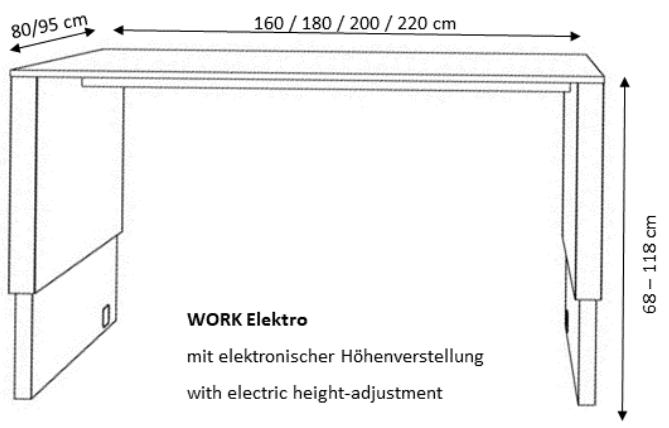 80/95 cm
160 / 180 / 200 / 220 cm
68 – 118 cm
WORK Elektro
mit elektronischer Höhenverstellung
with electric height-adjustment